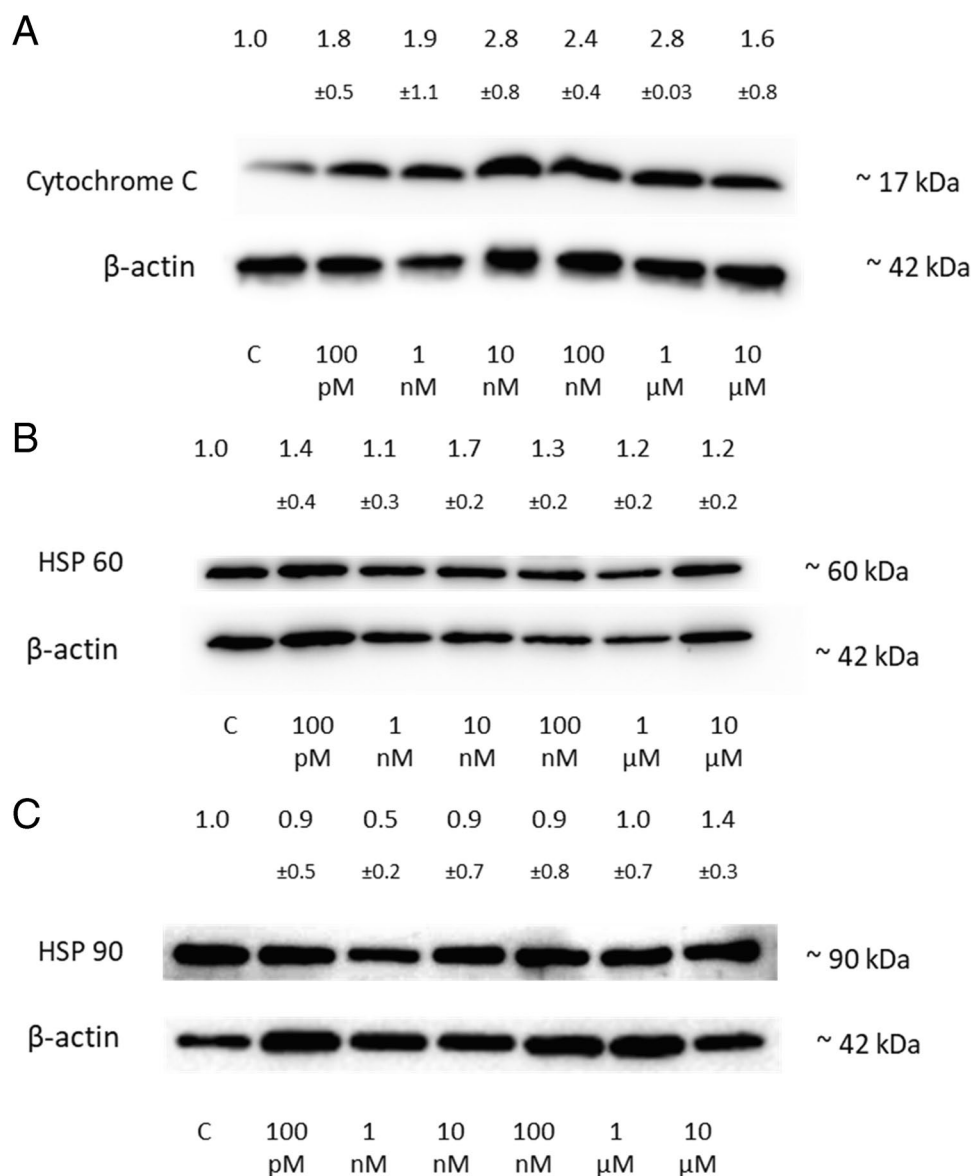 A
1.0 1.8 1.9 2.8 2.4 2.8 1.6
±0.5 ±1.1 ±0.8 ±0.4 ±0.03 ±0.8
Cytochrome C ~ 17 kDa
β-actin ~ 42 kDa
C 100 1 10 100 1 10
pM nM nM nM μM μM
B
1.0 1.4 1.1 1.7 1.3 1.2 1.2
±0.4 ±0.3 ±0.2 ±0.2 ±0.2 ±0.2
HSP 60 ~ 60 kDa
β-actin ~ 42 kDa
C 100 1 10 100 1 10
pM nM nM nM μM μM
C
1.0 0.9 0.5 0.9 0.9 1.0 1.4
±0.5 ±0.2 ±0.7 ±0.8 ±0.7 ±0.3
HSP 90 ~ 90 kDa
β-actin ~ 42 kDa
C 100 1 10 100 1 10
pM nM nM nM μM μM